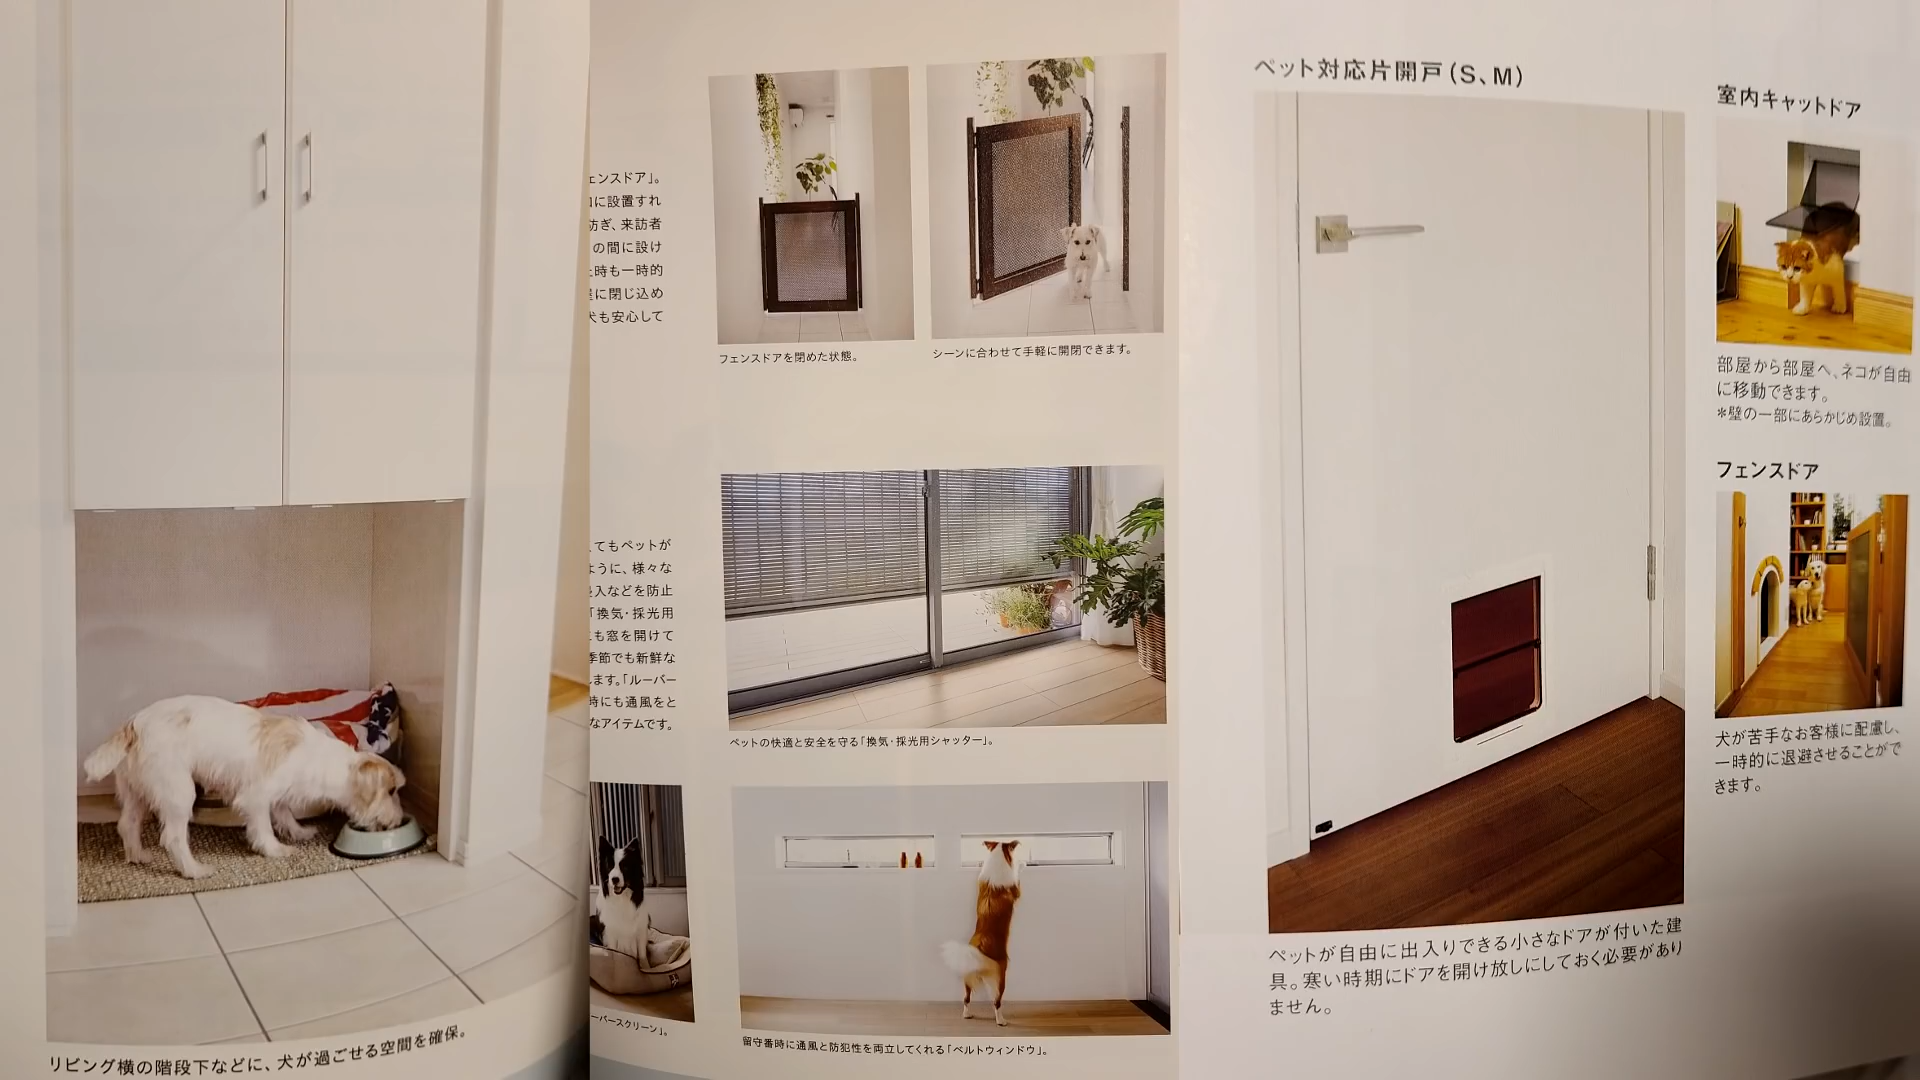 リビング横の階段下などに、犬が過ごせる空間を確保。
ェンスドア」。
に設置すれ
防ぎ、来訪者
の間に設け
時も一時的
に閉じ込め
犬も安心して
フェンスドアを閉めた状態。
シーンに合わせて手軽に開閉できます。
てもペットが
ように、様々な
入などを防止
「換気・採光用
も窓を開けて
季節でも新鮮な
ます。「ルーバー
時にも通風をと
なアイテムです。
ペットの快適と安全を守る「換気・採光用シャッター」。
ーパースクリーン」。
留守番時に通風と防犯性を両立してくれる「ベルトウィンドウ」。
ペット対応片開戸(S、M)
ペットが自由に出入りできる小さなドアが付いた建
具。寒い時期にドアを開け放しにしておく必要があり
ません。
室内キャットドア
部屋から部屋へ、ネコが自由
に移動できます。
*壁の一部にあらかじめ設置。
フェンスドア
犬が苦手なお客様に配慮し、
一時的に退避させることがで
きます。